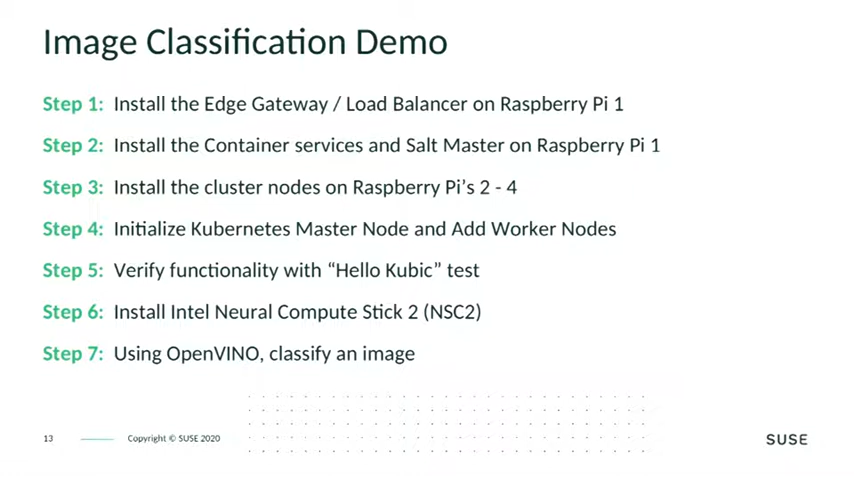 Image Classification Demo
Step 1: Install the Edge Gateway / Load Balancer on Raspberry Pi 1
Step 2: Install the Container services and Salt Master on Raspberry Pi 1
Step 3: Install the cluster nodes on Raspberry Pi’s 2 - 4
Step 4: Initialize Kubernetes Master Node and Add Worker Nodes
Step 5: Verify functionality with “Hello Kubic” test
Step 6: Install Intel Neural Compute Stick 2 (NSC2)
Step 7: Using OpenVINO, classify an image
13 Copyright © SUSE 2020 SUSE